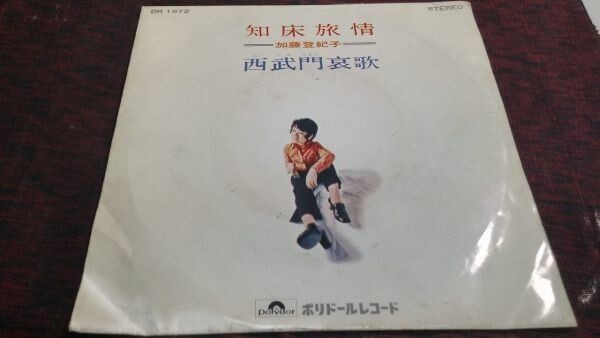 DR 1572
STEREO
知床旅情
加藤登紀子
西武門哀歌
Polydor
ポリドールレコード